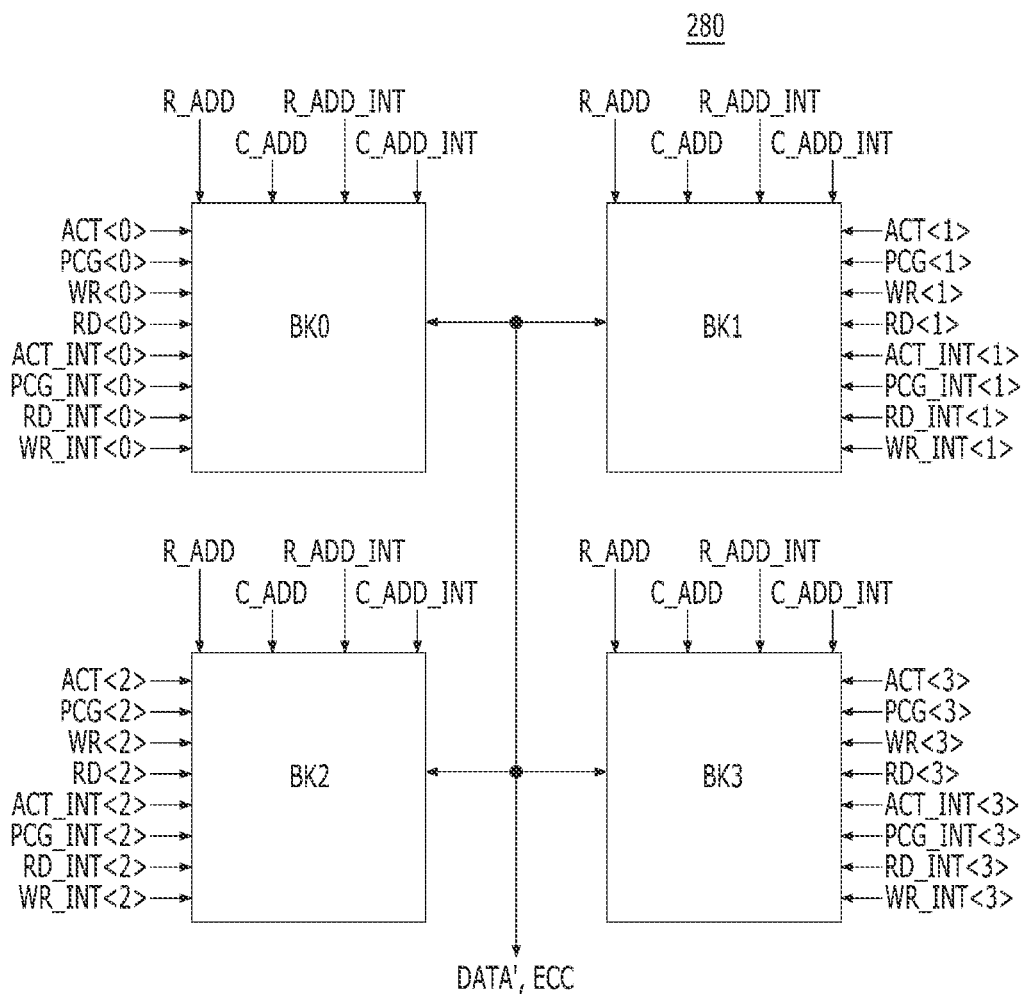 280
R_ADD R_ADD_INT R_ADD R_ADD_INT
C_ADD C_ADD_INT C_ADD C_ADD_INT
ACT<0> ACT<1>
PCG<0> PCG<1>
WR<0> WR<1>
RD<0> BK0 BK1 RD<1>
ACT_INT<0> ACT_INT<1>
PCG_INT<0> PCG_INT<1>
RD_INT<0> RD_INT<1>
WR_INT<0> WR_INT<1>
R_ADD R_ADD_INT R_ADD R_ADD_INT
C_ADD C_ADD_INT C_ADD C_ADD_INT
ACT<2> ACT<3>
PCG<2> PCG<3>
WR<2> WR<3>
RD<2> BK2 BK3 RD<3>
ACT_INT<2> ACT_INT<3>
PCG_INT<2> PCG_INT<3>
RD_INT<2> RD_INT<3>
WR_INT<2> WR_INT<3>
DATA', ECC